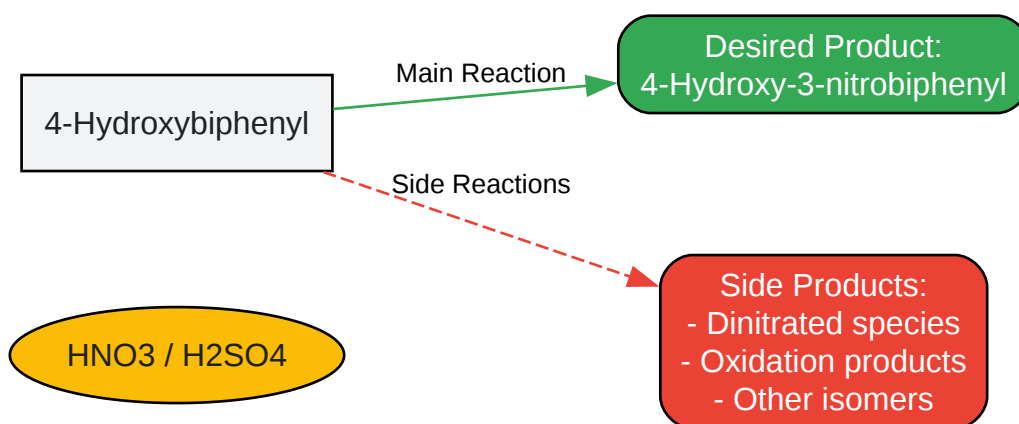 Desired Product:
4-Hydroxy-3-nitrobiphenyl
Main Reaction
4-Hydroxybiphenyl
Side Reactions
Side Products:
- Dinitrated species
- Oxidation products
- Other isomers
HNO3 / H2SO4